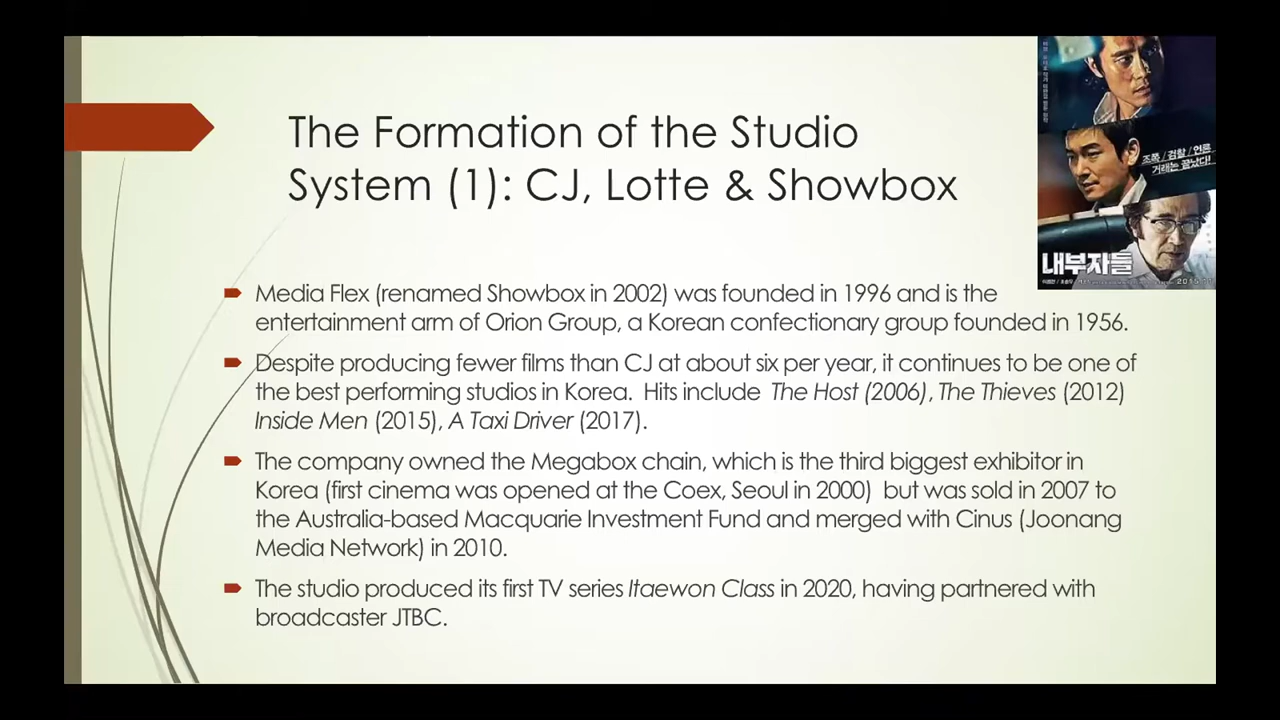 The Formation of the Studio
System (1): CJ, Lotte & Showbox
조폭 / 검찰 / 언론
거래는 끝났다!
내부자들
Media Flex (renamed Showbox in 2002) was founded in 1996 and is the
entertainment arm of Orion Group, a Korean confectionary group founded in 1956.
Despite producing fewer films than CJ at about six per year, it continues to be one of
the best performing studios in Korea. Hits include The Host (2006), The Thieves (2012)
Inside Men (2015), A Taxi Driver (2017).
The company owned the Megabox chain, which is the third biggest exhibitor in
Korea (first cinema was opened at the Coex, Seoul in 2000) but was sold in 2007 to
the Australia-based Macquarie Investment Fund and merged with Cinus (Joonang
Media Network) in 2010.
The studio produced its first TV series Itaewon Class in 2020, having partnered with
broadcaster JTBC.